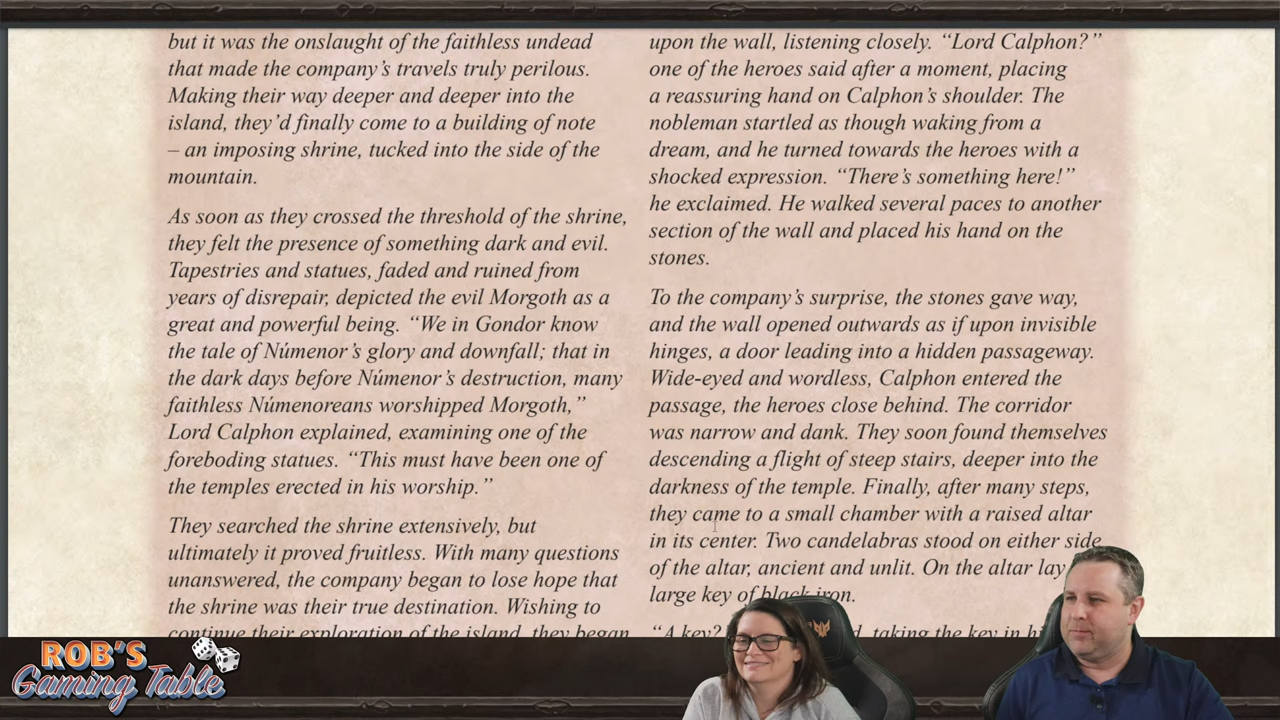 but it was the onslaught of the faithless undead
that made the company's travels truly perilous.
Making their way deeper and deeper into the
island, they'd finally come to a building of note
– an imposing shrine, tucked into the side of the
mountain.
As soon as they crossed the threshold of the shrine,
they felt the presence of something dark and evil.
Tapestries and statues, faded and ruined from
years of disrepair, depicted the evil Morgoth as a
great and powerful being. “We in Gondor know
the tale of Númenor's glory and downfall; that in
the dark days before Númenor's destruction, many
faithless Númenoreans worshipped Morgoth,”
Lord Calphon explained, examining one of the
foreboding statues. “This must have been one of
the temples erected in his worship.”
They searched the shrine extensively, but
ultimately it proved fruitless. With many questions
unanswered, the company began to lose hope that
the shrine was their true destination. Wishing to
continue their exploration of the island, they began
upon the wall, listening closely. “Lord Calphon?”
one of the heroes said after a moment, placing
a reassuring hand on Calphon's shoulder. The
nobleman startled as though waking from a
dream, and he turned towards the heroes with a
shocked expression. “There's something here!”
he exclaimed. He walked several paces to another
section of the wall and placed his hand on the
stones.
To the company's surprise, the stones gave way,
and the wall opened outwards as if upon invisible
hinges, a door leading into a hidden passageway.
Wide-eyed and wordless, Calphon entered the
passage, the heroes close behind. The corridor
was narrow and dank. They soon found themselves
descending a flight of steep stairs, deeper into the
darkness of the temple. Finally, after many steps,
they came to a small chamber with a raised altar
in its center. Two candelabras stood on either side
of the altar, ancient and unlit. On the altar lay
large key of black iron.
“A key? taking the key in
ROB'S
Gaming Table